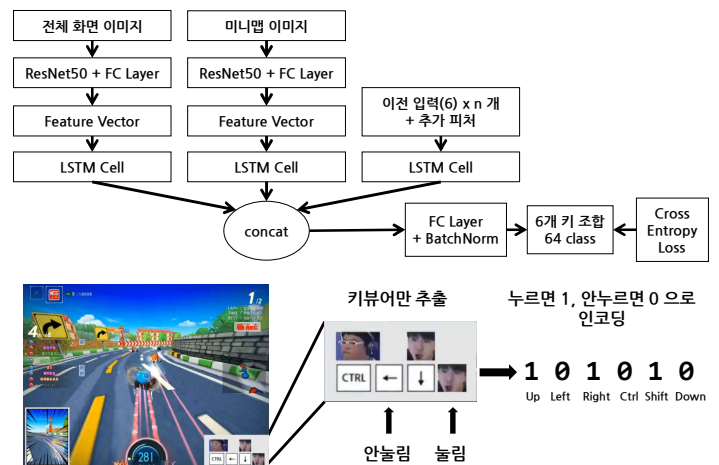 전체 화면 이미지
미니맵 이미지
ResNet50 + FC Layer
ResNet50 + FC Layer
이전 입력(6) x n 개
+ 추가 피처
Feature Vector
Feature Vector
LSTM Cell
LSTM Cell
LSTM Cell
concat
FC Layer
+ BatchNorm
6개 키 조합
64 class
Cross
Entropy
Loss
키뷰어만 추출
누르면 1, 안누르면 0 으로
인코딩
1/2
4
281
CTRL ← ↓
CTRL ← ↓
1 0 1 0 1 0
Up Left Right Ctrl Shift Down
안눌림 눌림